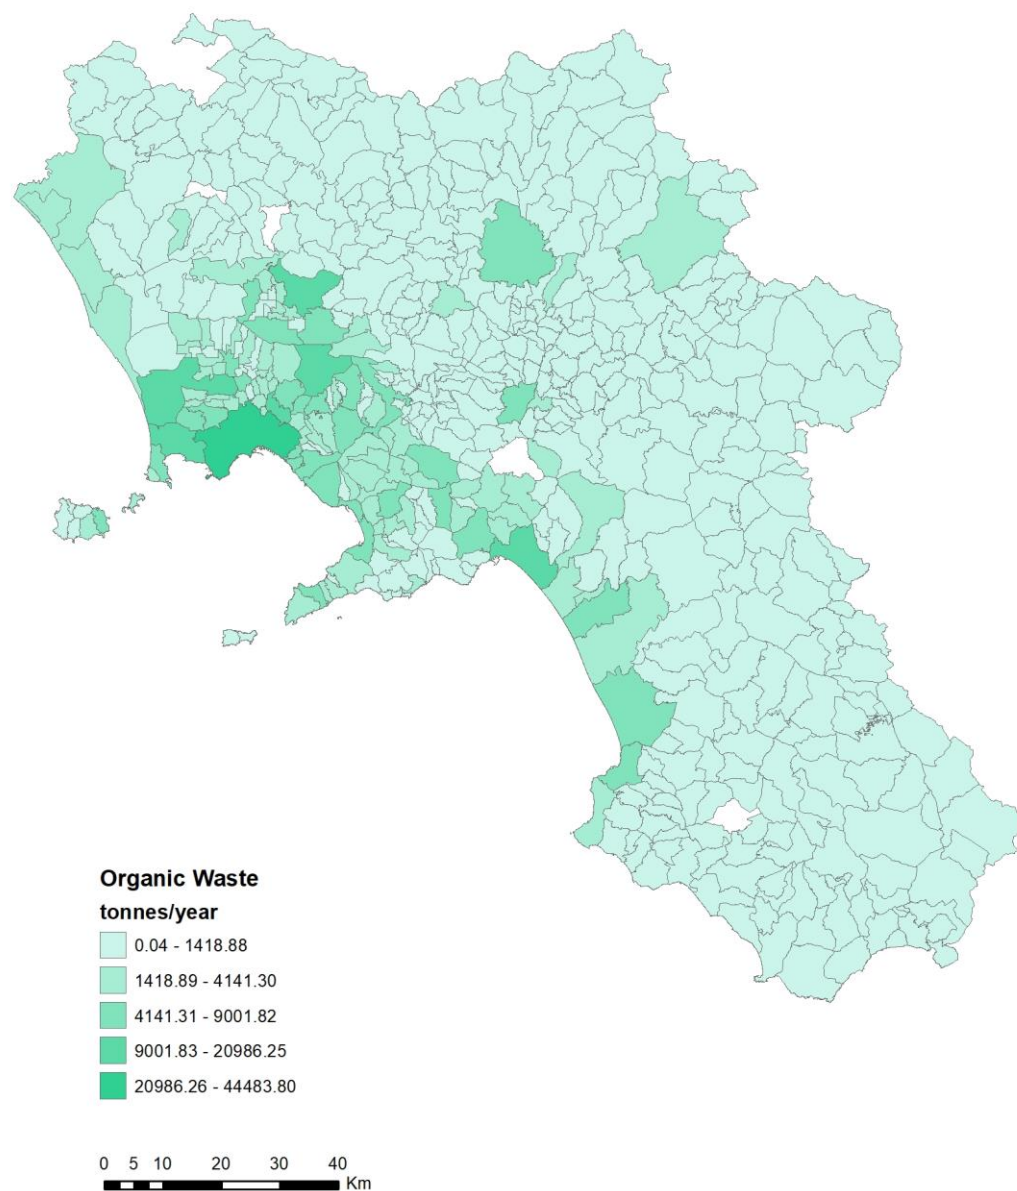 Organic Waste
tonnes/year
0.04 - 1418.88
1418.89 - 4141.30
4141.31 - 9001.82
9001.83 - 20986.25
20986.26 - 44483.80
0 5 10 20 30 40
Km